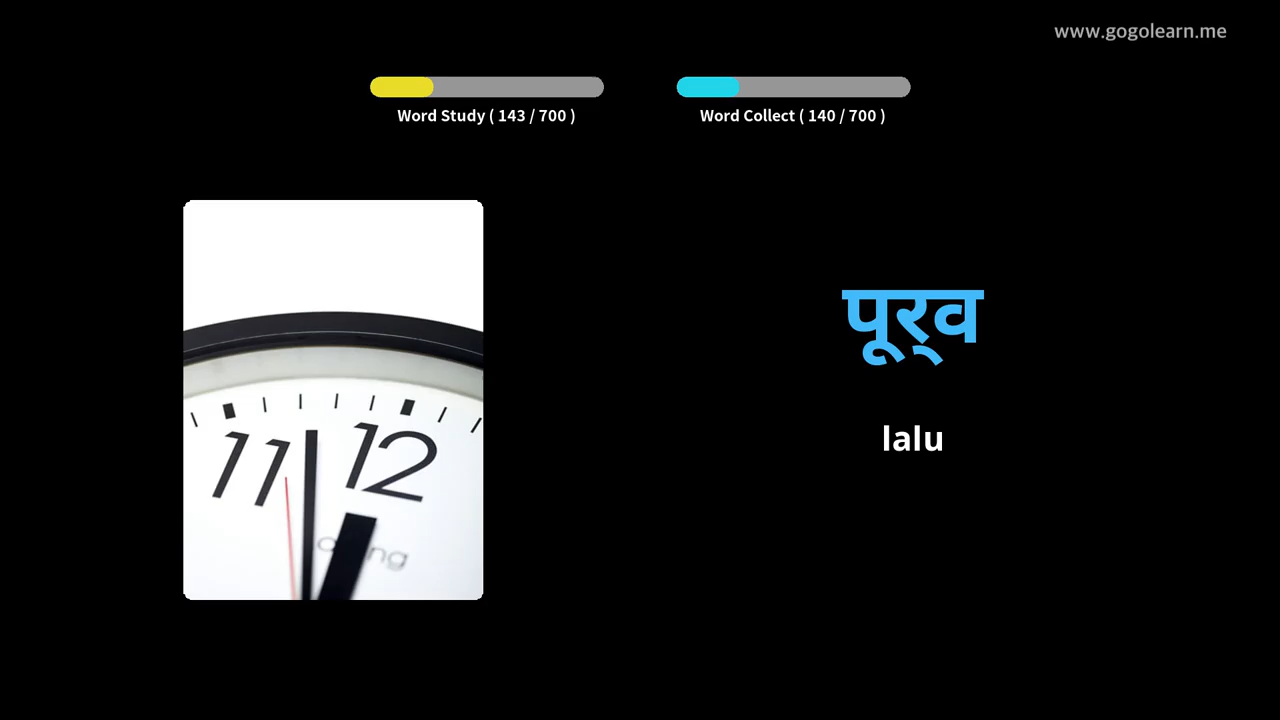 www.gogolearn.me
Word Study ( 143 / 700 )
Word Collect ( 140 / 700 )
11 12
पूर्‌व
lalu